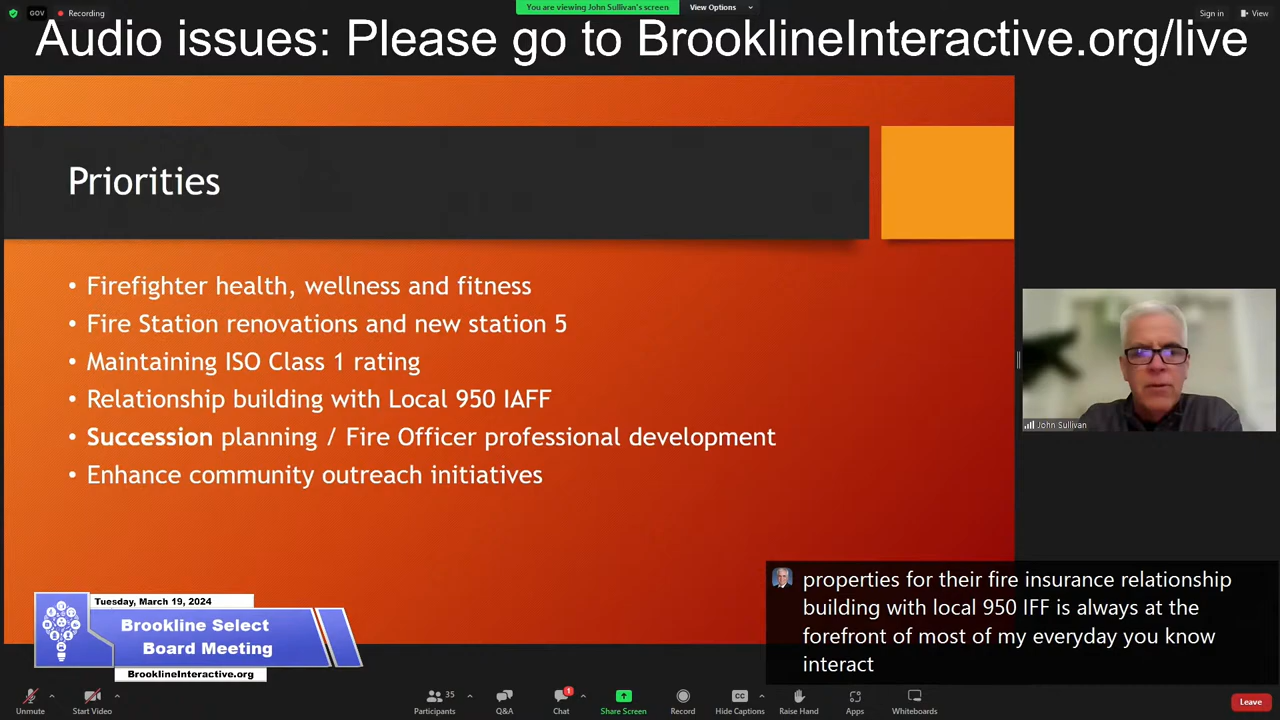 GOV
Recording
You are viewing John Sullivan's screen
View Options
Sign in
View
Audio issues: Please go to BrooklineInteractive.org/live
Priorities
• Firefighter health, wellness and fitness
• Fire Station renovations and new station 5
• Maintaining ISO Class 1 rating
• Relationship building with Local 950 IAFF
• Succession planning / Fire Officer professional development
• Enhance community outreach initiatives
John Sullivan
properties for their fire insurance relationship
building with local 950 IFF is always at the
forefront of most of my everyday you know
interact
Tuesday, March 19, 2024
Brookline Select
Board Meeting
BrooklineInteractive.org
Unmute
Start Video
Participants
35
Q&A
Chat
1
Share Screen
Record
CC
Hide Captions
Raise Hand
Apps
Whiteboards
Leave